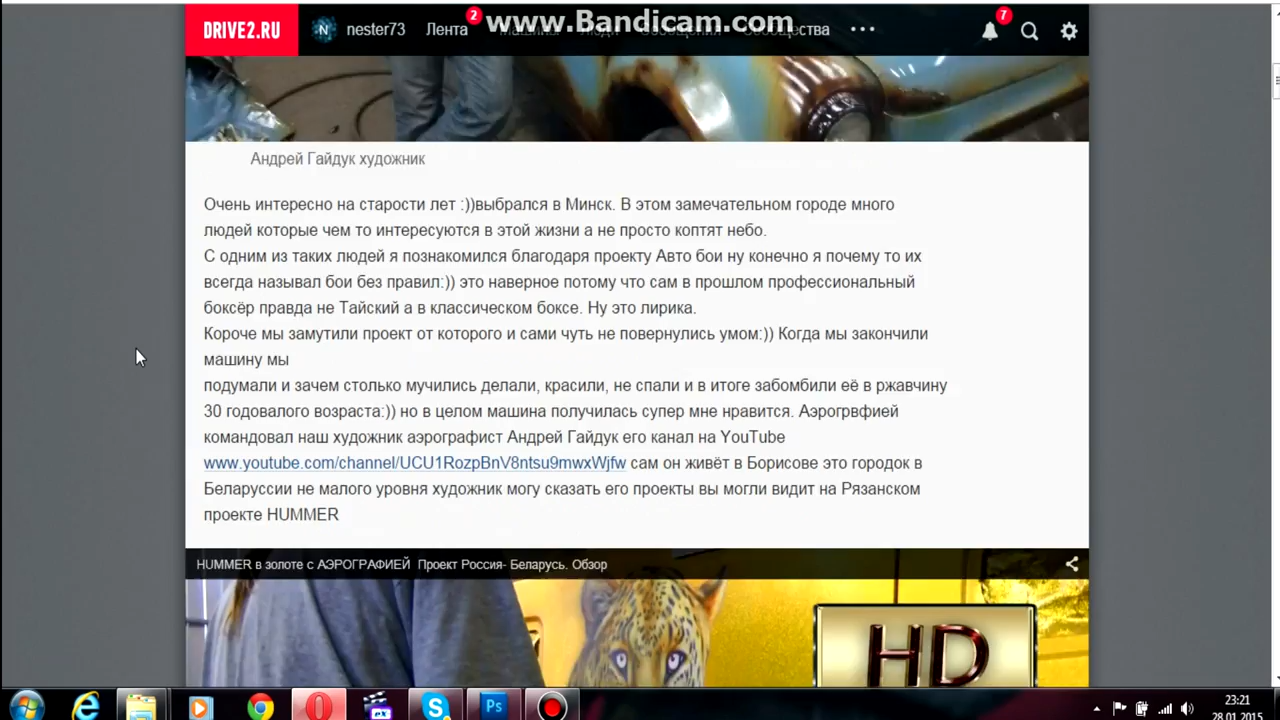 www.Bandicam.com
DRIVE2.RU
nester73 Лента 2 Машины Люди Сообщения Сообщества 7
Андрей Гайдук художник
Очень интересно на старости лет :))выбрался в Минск. В этом замечательном городе много
людей которые чем то интересуются в этой жизни а не просто коптят небо.
С одним из таких людей я познакомился благодаря проекту Авто бои ну конечно я почему то их
всегда называл бои без правил:)) это наверное потому что сам в прошлом профессиональный
боксёр правда не Тайский а в классическом боксе. Ну это лирика.
Короче мы замутили проект от которого и сами чуть не повернулись умом:)) Когда мы закончили
машину мы
подумали и зачем столько мучились делали, красили, не спали и в итоге забомбили её в ржавчину
30 годовалого возраста:)) но в целом машина получилась супер мне нравится. Аэрогрвфией
командовал наш художник аэрографист Андрей Гайдук его канал на YouTube
www.youtube.com/channel/UCU1RozpBnV8ntsu9mwxWjfw сам он живёт в Борисове это городок в
Беларуссии не малого уровня художник могу сказать его проекты вы могли видит на Рязанском
проекте HUMMER
HUMMER в золоте с АЭРОГРАФИЕЙ Проект Россия- Беларусь. Обзор
HD
23:21
28.01.2015